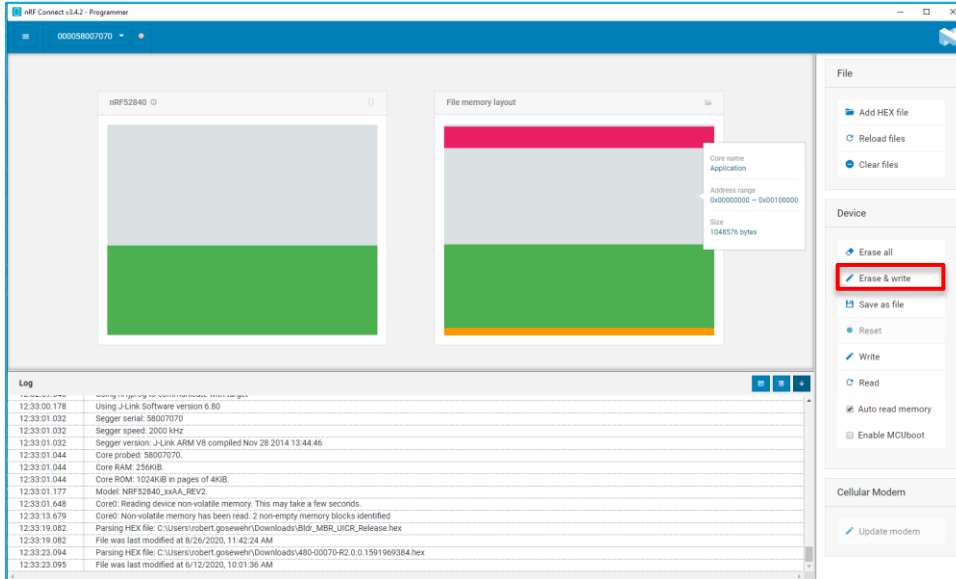 nRF Connect v3.4.2 - Programmer
000058007070
nRF52840
File memory layout
Core name
Application
Address range
0x00000000 — 0x00100000
Size
1048576 bytes
File
Add HEX file
Reload files
Clear files
Device
Erase all
Erase & write
Save as file
Reset
Write
Read
Auto read memory
Enable MCUboot
Cellular Modem
Update modem
Log
12:33:00.178 Using J-Link Software version 6.80
12:33:01.032 Segger serial: 58007070
12:33:01.032 Segger speed: 2000 kHz
12:33:01.032 Segger version: J-Link ARM V8 compiled Nov 28 2014 13:44:46
12:33:01.044 Core probed: 58007070.
12:33:01.044 Core RAM: 256KiB.
12:33:01.044 Core ROM: 1024KiB in pages of 4KiB.
12:33:01.177 Model: NRF52840_xxAA_REV2.
12:33:01.648 Core0: Reading device non-volatile memory. This may take a few seconds.
12:33:13.679 Core0: Non-volatile memory has been read. 2 non-empty memory blocks identified
12:33:19.082 Parsing HEX file: C:\Users\robert.gosewehr\Downloads\Bldr_MBR_UICR_Release.hex
12:33:19.082 File was last modified at 8/26/2020, 11:42:24 AM
12:33:23.094 Parsing HEX file: C:\Users\robert.gosewehr\Downloads\480-00070-R2.0.0.1591969384.hex
12:33:23.095 File was last modified at 6/12/2020, 10:01:36 AM